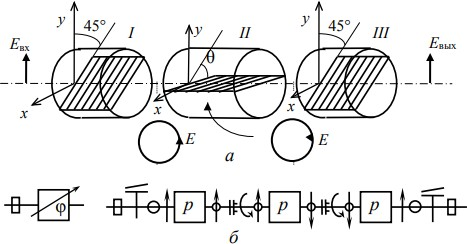 y 45° I y II y 45° III
Eвх θ Eвых
x x x
E а E
φ p p p
б